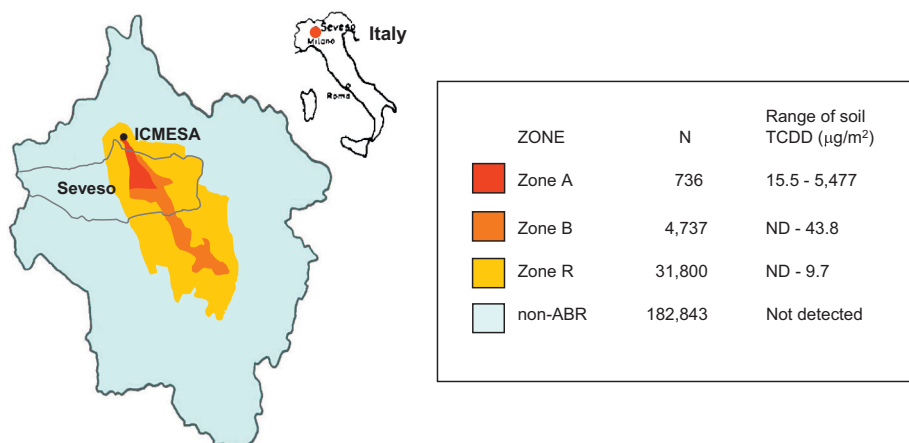 Italy
Seveso
Milano
Roma
ICMESA
Seveso
ZONE N Range of soil
TCDD (µg/m²)
Zone A 736 15.5 - 5,477
Zone B 4,737 ND - 43.8
Zone R 31,800 ND - 9.7
non-ABR 182,843 Not detected